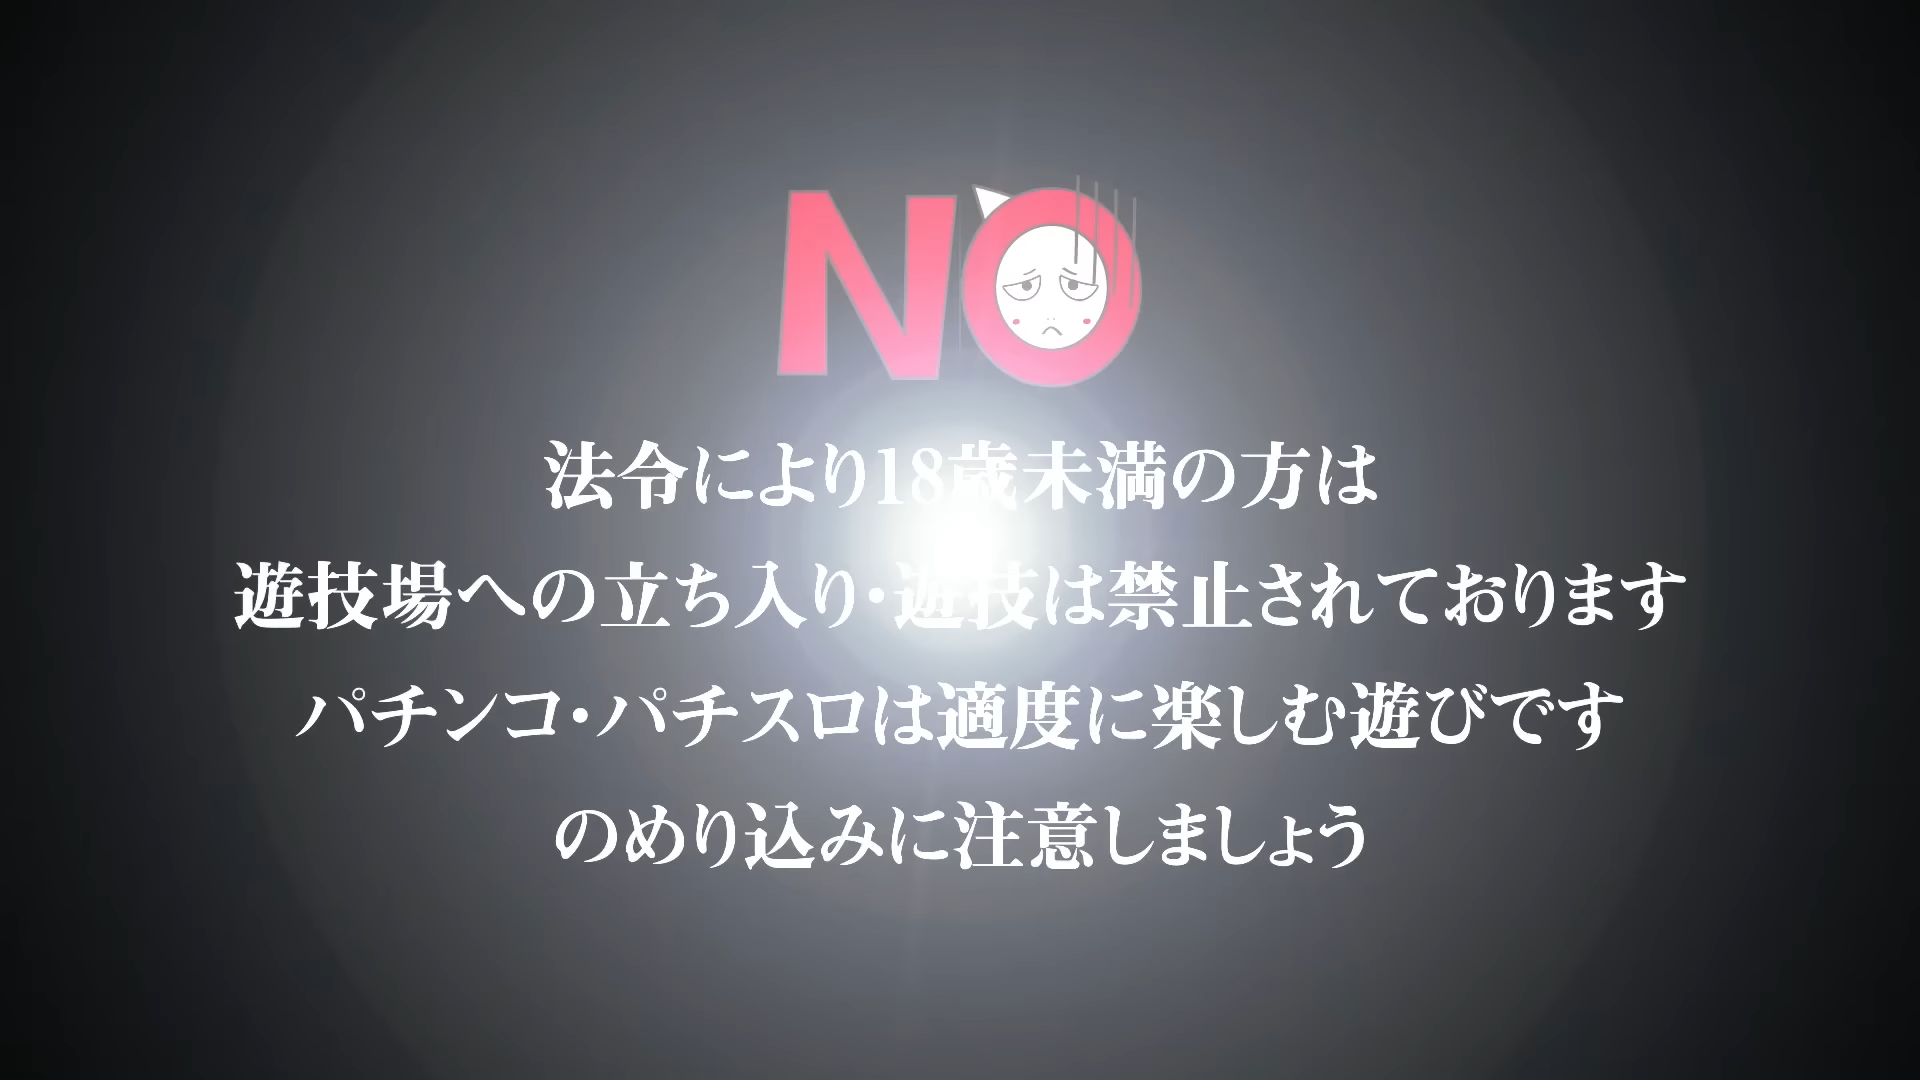 NO
法令により18歳未満の方は
遊技場への立ち入り・遊技は禁止されております
パチンコ・パチスロは適度に楽しむ遊びです
のめり込みに注意しましょう